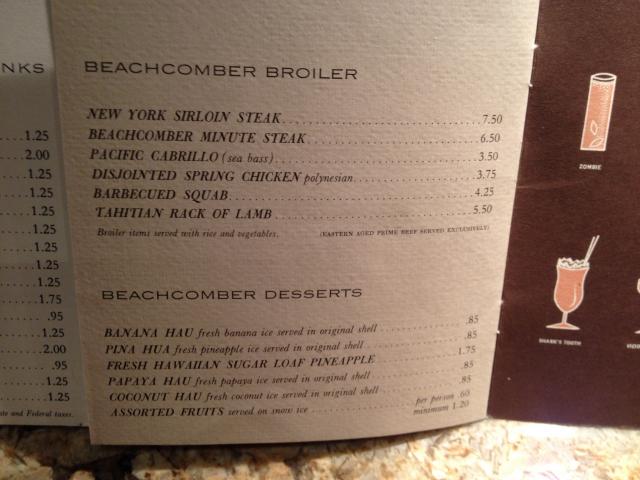 NKS
1.25
2.00
1.25
1.25
1.25
1.25
1.25
1.25
1.25
1.75
.95
1.25
2.00
.95
1.25
1.25
ate and Federal taxes.
BEACHCOMBER BROILER
NEW YORK SIRLOIN STEAK 7.50
BEACHCOMBER MINUTE STEAK 6.50
PACIFIC CABRILLO (sea bass) 3.50
DISJOINTED SPRING CHICKEN polynesian 3.75
BARBECUED SQUAB 4.25
TAHITIAN RACK OF LAMB 5.50
Broiler items served with rice and vegetables. (EASTERN AGED PRIME BEEF SERVED EXCLUSIVELY)
BEACHCOMBER DESSERTS
BANANA HAU fresh banana ice served in original shell .85
PINA HUA fresh pineapple ice served in original shell .85
FRESH HAWAIIAN SUGAR LOAF PINEAPPLE 1.75
PAPAYA HAU fresh papaya ice served in original shell .85
COCONUT HAU fresh coconut ice served in original shell .85
ASSORTED FRUITS served on snow ice per person .60
minimum 1.20
ZOMBIE
SHARK'S TOOTH